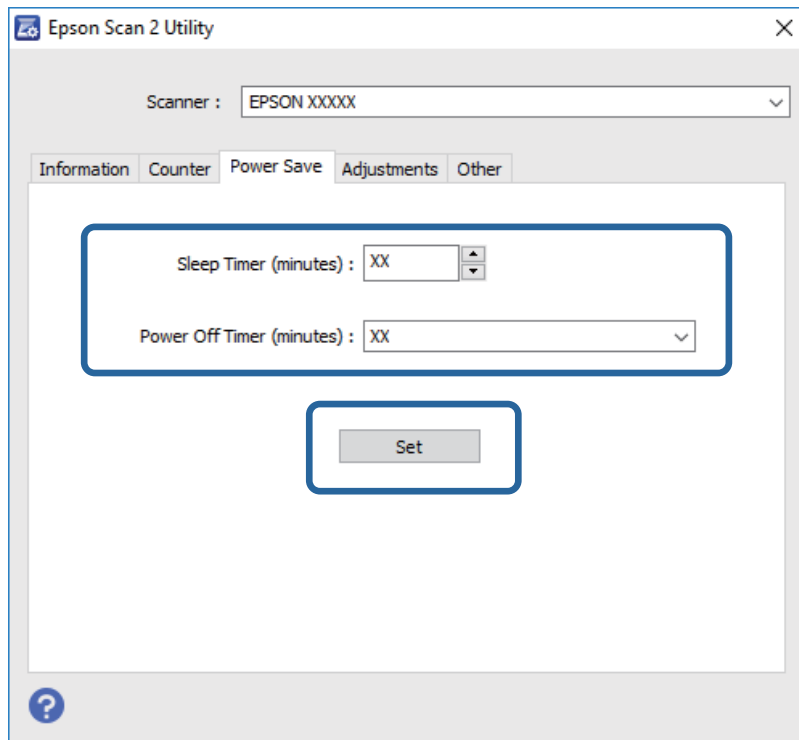 Epson Scan 2 Utility
Scanner : EPSON XXXXX
Information Counter Power Save Adjustments Other
Sleep Timer (minutes) : XX
Power Off Timer (minutes) : XX
Set
?